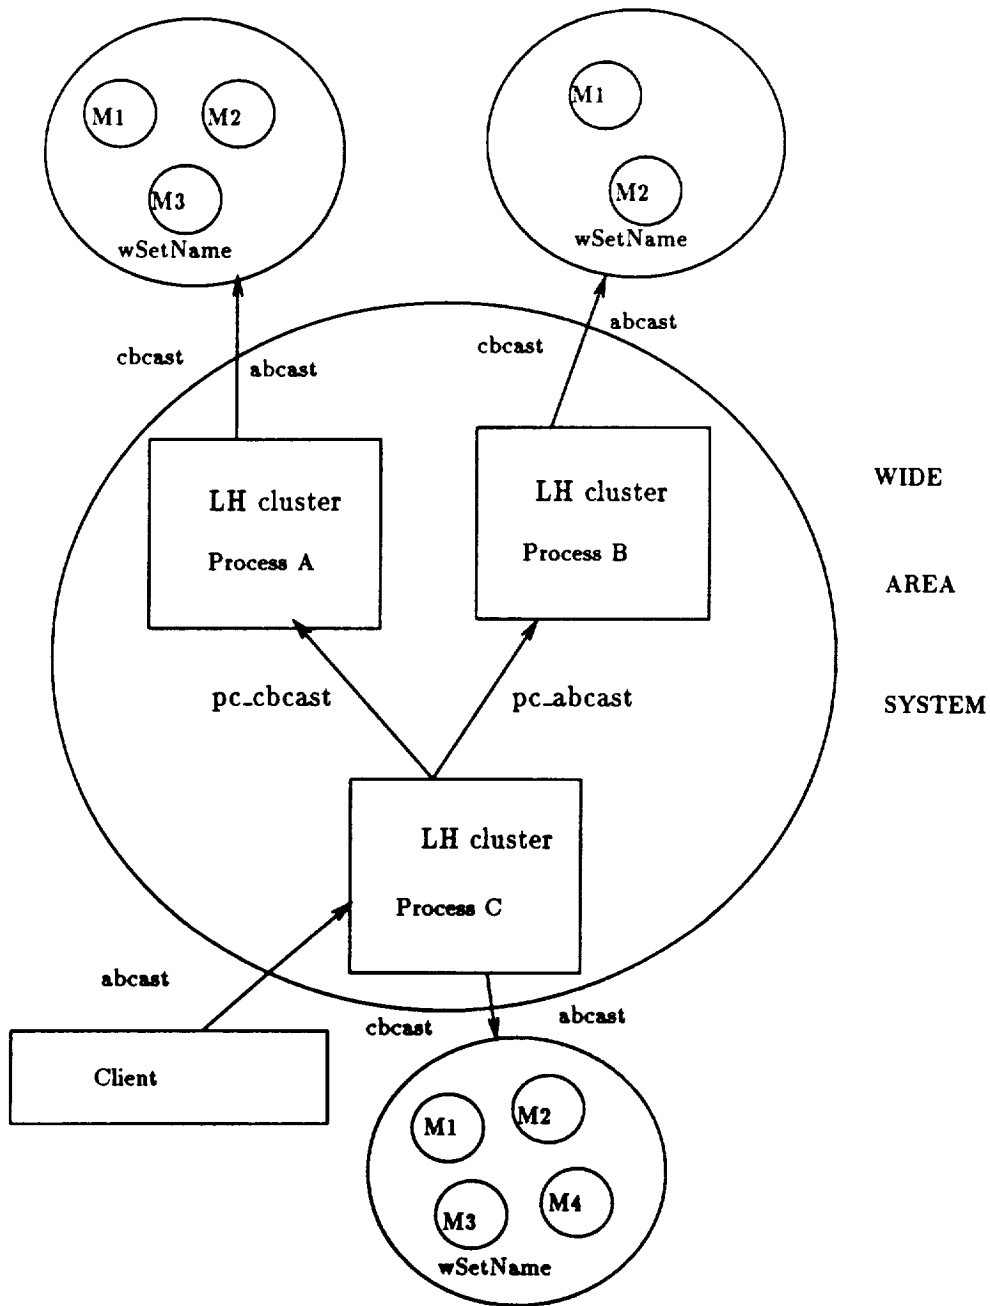 M1
M2
M3
wSetName
M1
M2
wSetName
cbcast
abcast
cbcast
abcast
LH cluster
Process A
LH cluster
Process B
WIDE
AREA
SYSTEM
pc_cbcast
pc_abcast
LH cluster
Process C
abcast
Client
cbcast
abcast
M1
M2
M3
M4
wSetName